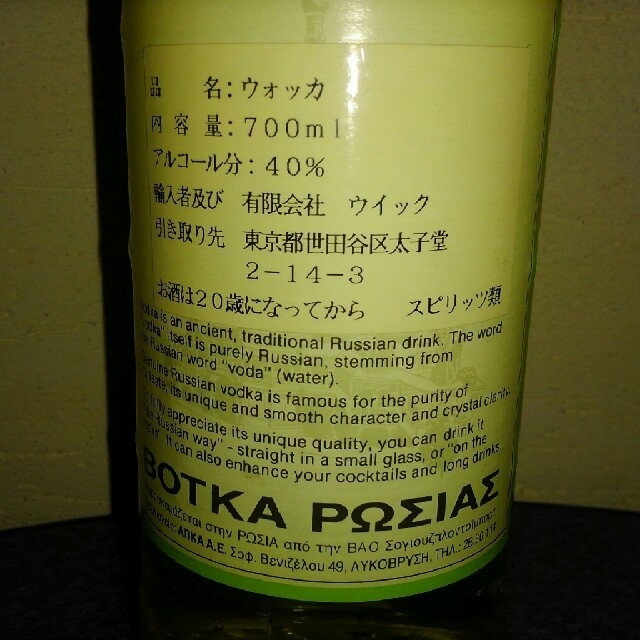 品 名:ウォッカ
内容量:700ml
アルコール分:40%
輸入者及び 有限会社 ウイック
引き取り先 東京都世田谷区太子堂
2-14-3
お酒は20歳になってから スピリッツ類
is an ancient, traditional Russian drink. The word
itself is purely Russian, stemming from
Russian word "voda" (water).
Russian vodka is famous for the purity of
its unique and smooth character and crystal clarity.
appreciate its unique quality, you can drink it
Russian way" - straight in a small glass, or "on the
It can also enhance your cocktails and long drinks.
ΒΟΤΚΑ ΡΩΣΙΑΣ
στην ΡΩΣΙΑ από την ΒΑΟ
ΑΠΚΑ Α.Ε. Σοφ. Βενιζέλου 49, ΛΥΚΟΒΡΥΣΗ, ΤΗΛ.: